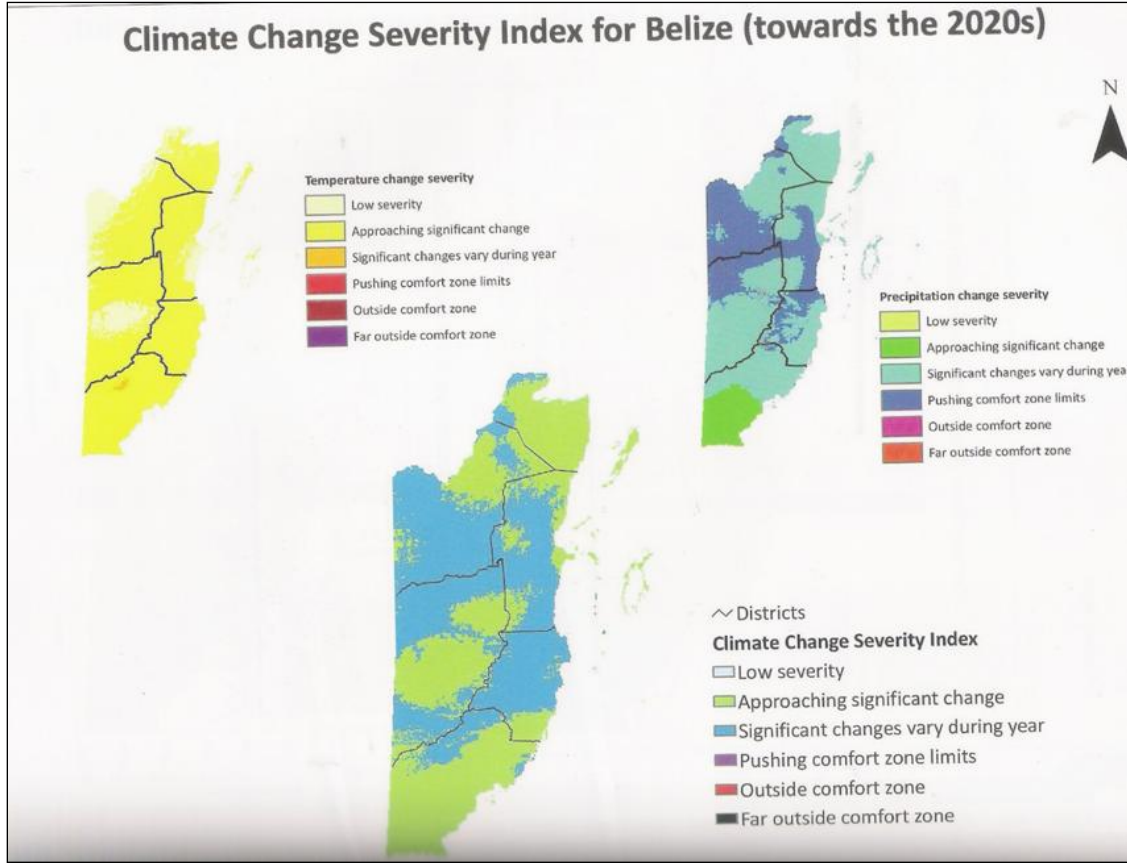 Climate Change Severity Index for Belize (towards the 2020s)
N
Temperature change severity
Low severity
Approaching significant change
Significant changes vary during year
Pushing comfort zone limits
Outside comfort zone
Far outside comfort zone
Precipitation change severity
Low severity
Approaching significant change
Significant changes vary during year
Pushing comfort zone limits
Outside comfort zone
Far outside comfort zone
Districts
Climate Change Severity Index
Low severity
Approaching significant change
Significant changes vary during year
Pushing comfort zone limits
Outside comfort zone
Far outside comfort zone